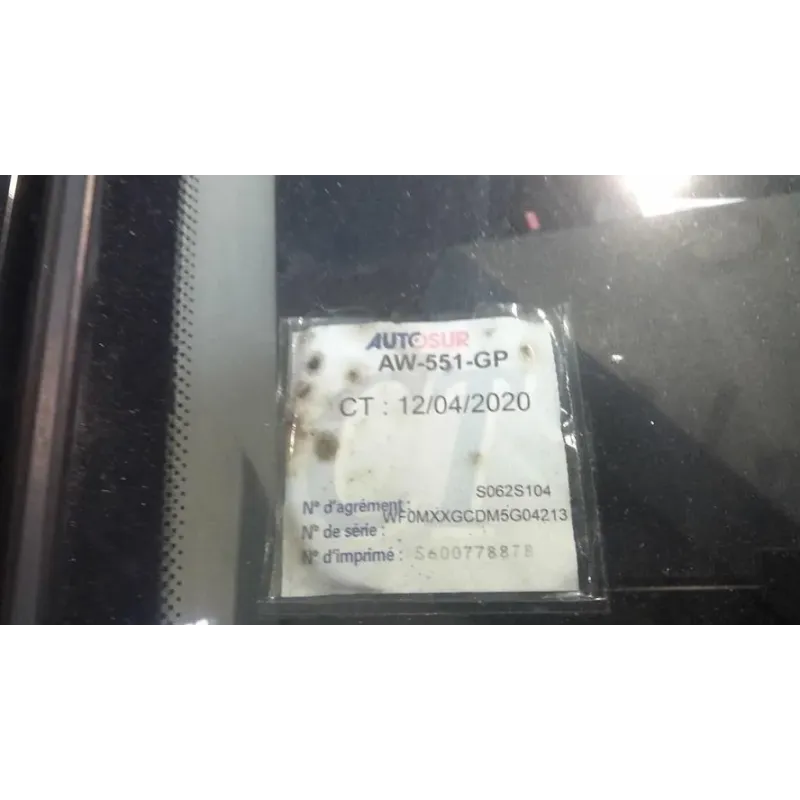 AUTOSUR
AW-551-GP
CT : 12/04/2020
S062S104
N° d'agrément :
WF0MXXGCDM5G04213
N° de série :
N° d'imprimé : S60077887B